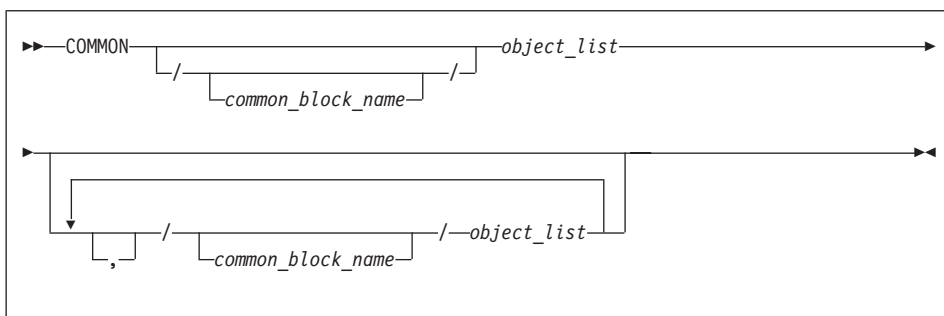 COMMON object_list
/ /
common_block_name
/ / object_list
, common_block_name